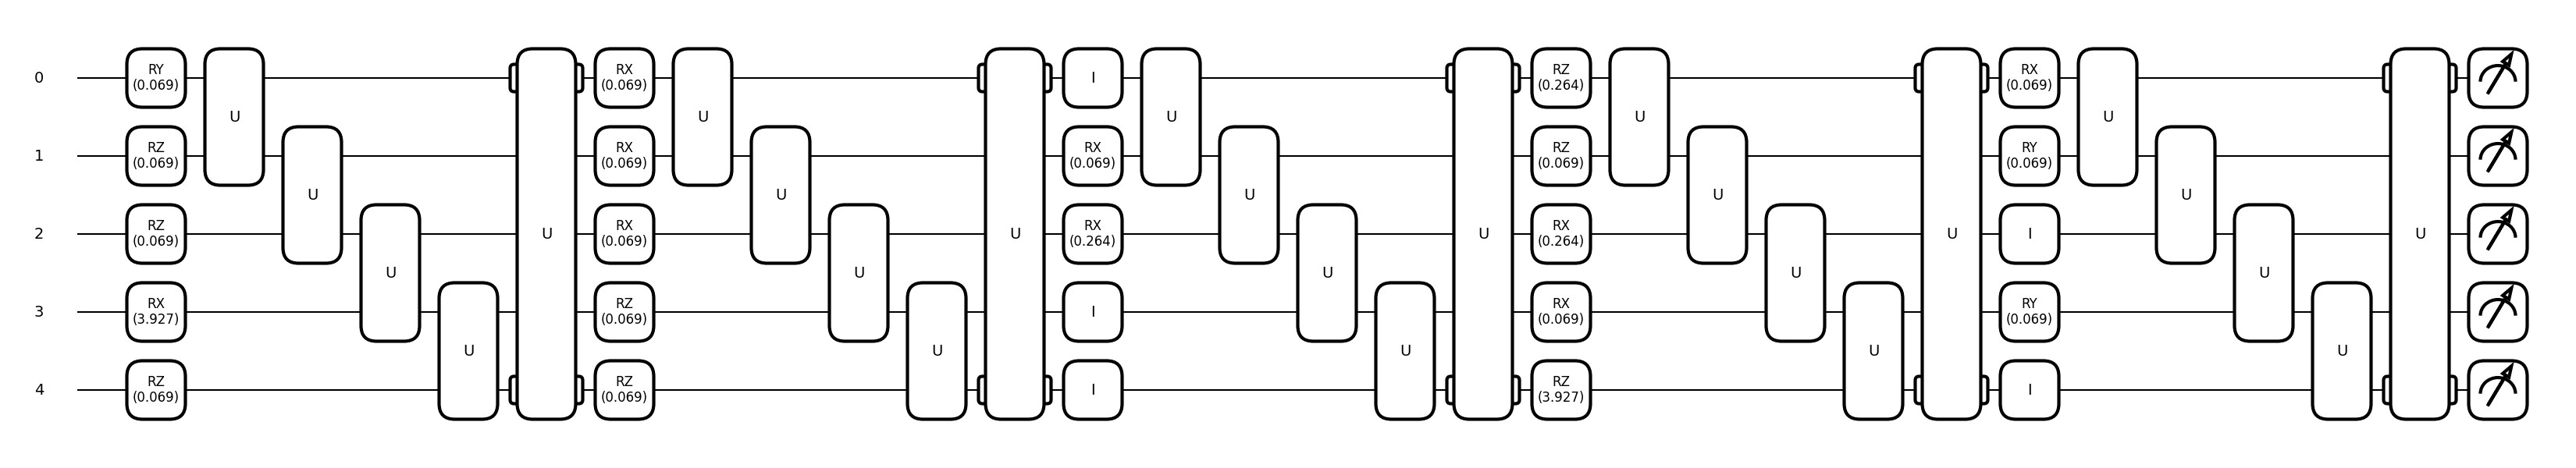 0 RY RX I RZ RX
(0.069) (0.069) (0.264) (0.069)
U U U U U
1 RZ RX RX RZ RY
(0.069) (0.069) (0.069) (0.069) (0.069)
U U U U U
2 RZ RX RX RX I
(0.069) (0.069) (0.264) (0.264)
U U U U U
U U U U U
3 RX RZ I RX RY
(3.927) (0.069) (0.069) (0.069)
U U U U U
4 RZ RZ I RZ I
(0.069) (0.069) (3.927)